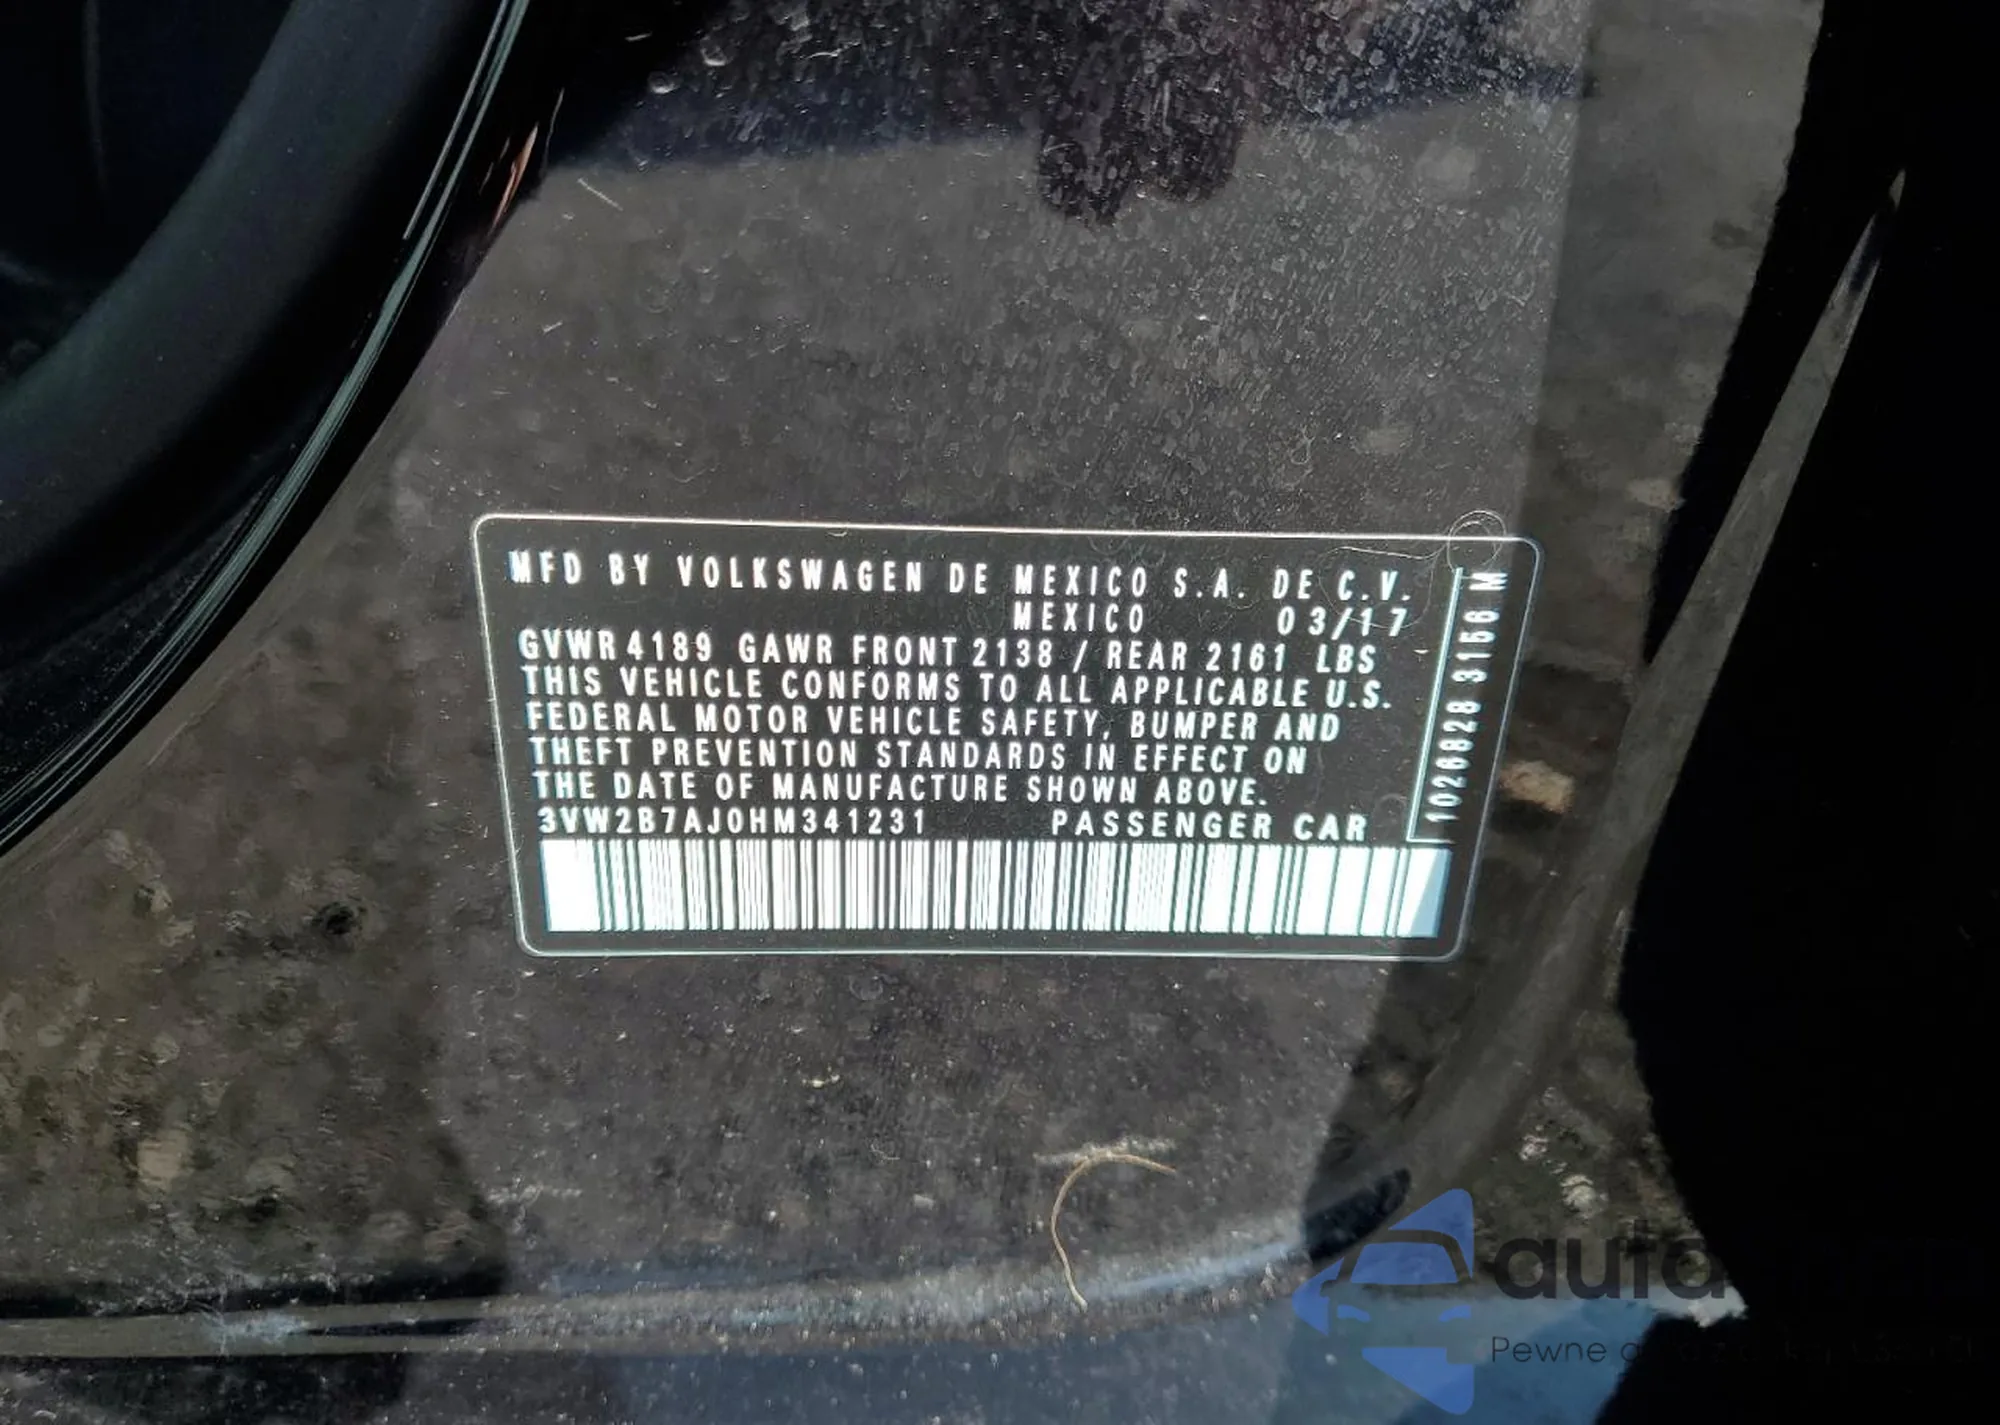 MFD BY VOLKSWAGEN DE MEXICO S.A. DE C.V.
MEXICO 03/17
GVWR 4189 GAWR FRONT 2138 / REAR 2161 LBS
THIS VEHICLE CONFORMS TO ALL APPLICABLE U.S.
FEDERAL MOTOR VEHICLE SAFETY, BUMPER AND
THEFT PREVENTION STANDARDS IN EFFECT ON
THE DATE OF MANUFACTURE SHOWN ABOVE.
3VW2B7AJ0HM341231 PASSENGER CAR
1026828 3156 M
auta
Pewne